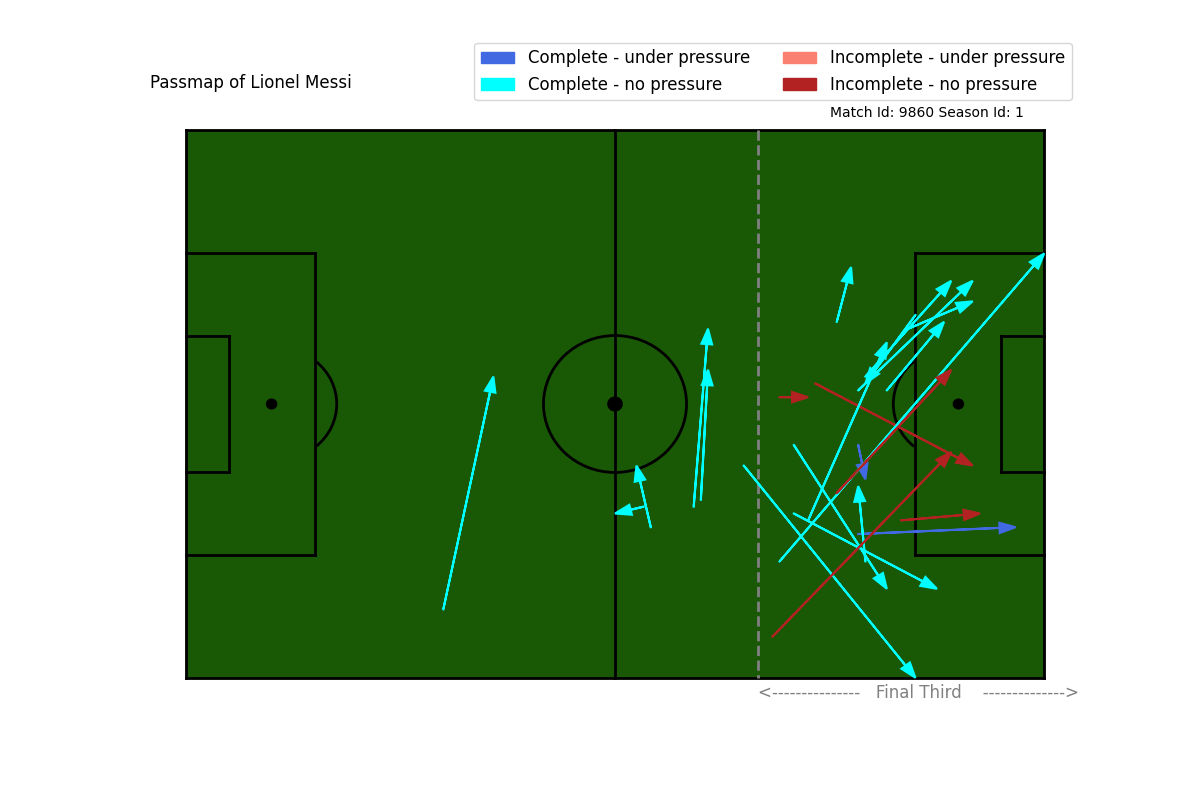 Passmap of Lionel Messi
Complete - under pressure
Complete - no pressure
Incomplete - under pressure
Incomplete - no pressure
Match Id: 9860 Season Id: 1
<--------------- Final Third -------------->